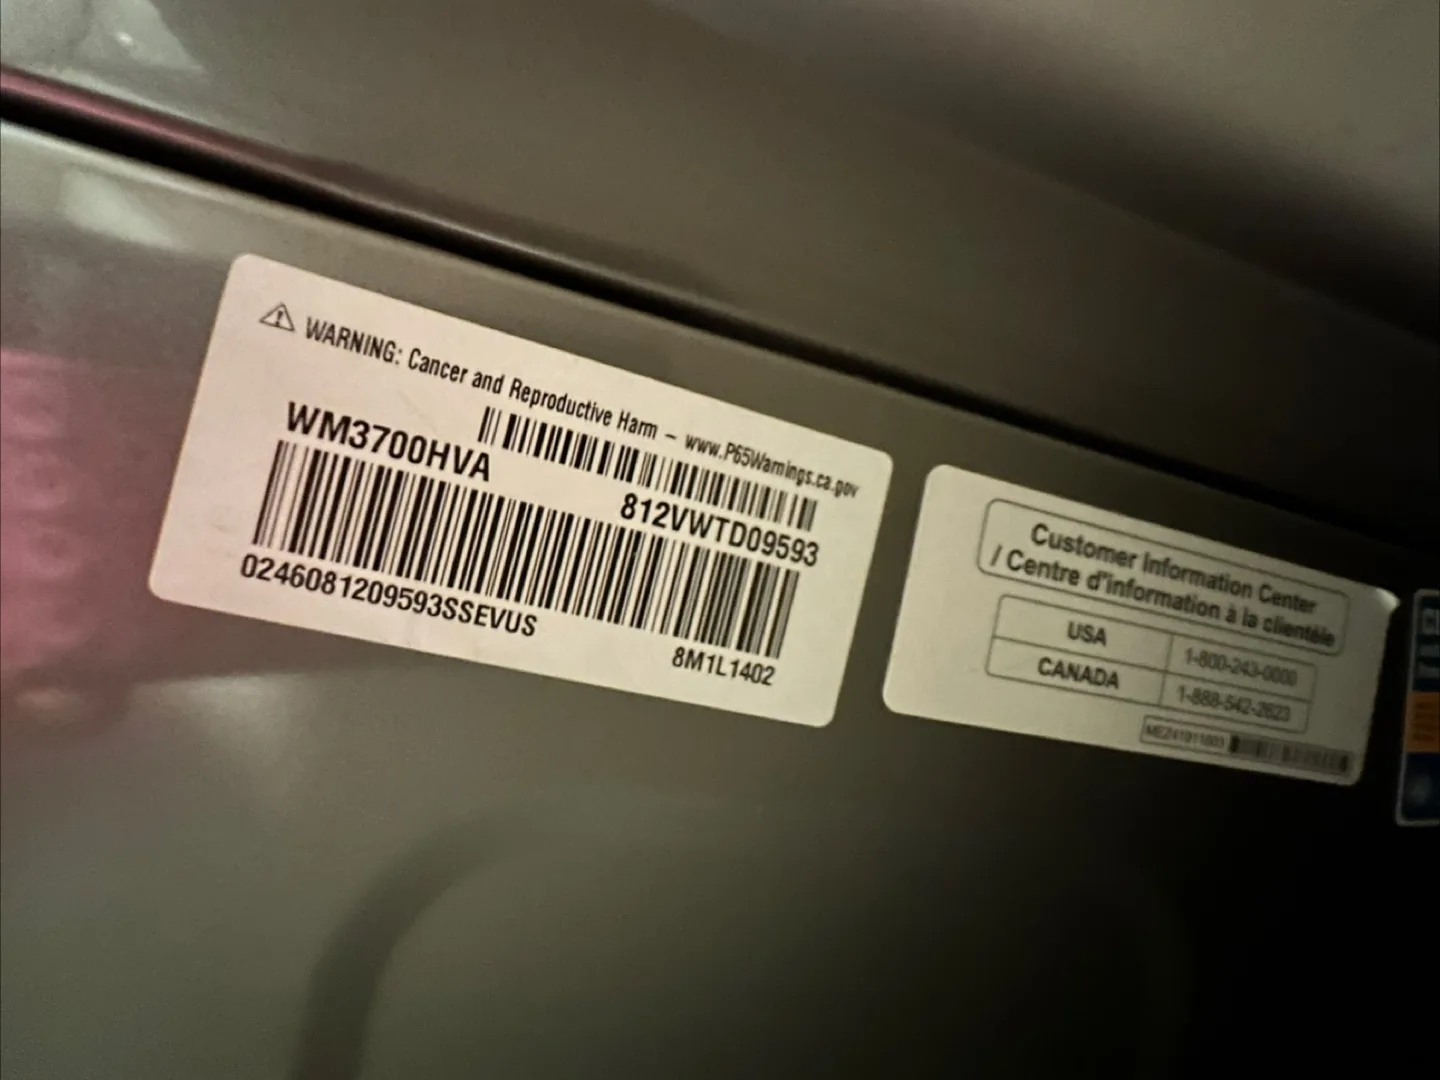 WARNING: Cancer and Reproductive Harm – www.P65Warnings.ca.gov
WM3700HVA
812VWTD09593
0246081209593SSEVUS
8M1L1402
Customer Information Center
/ Centre d'information à la clientèle
USA 1-800-243-0000
CANADA 1-888-542-2623